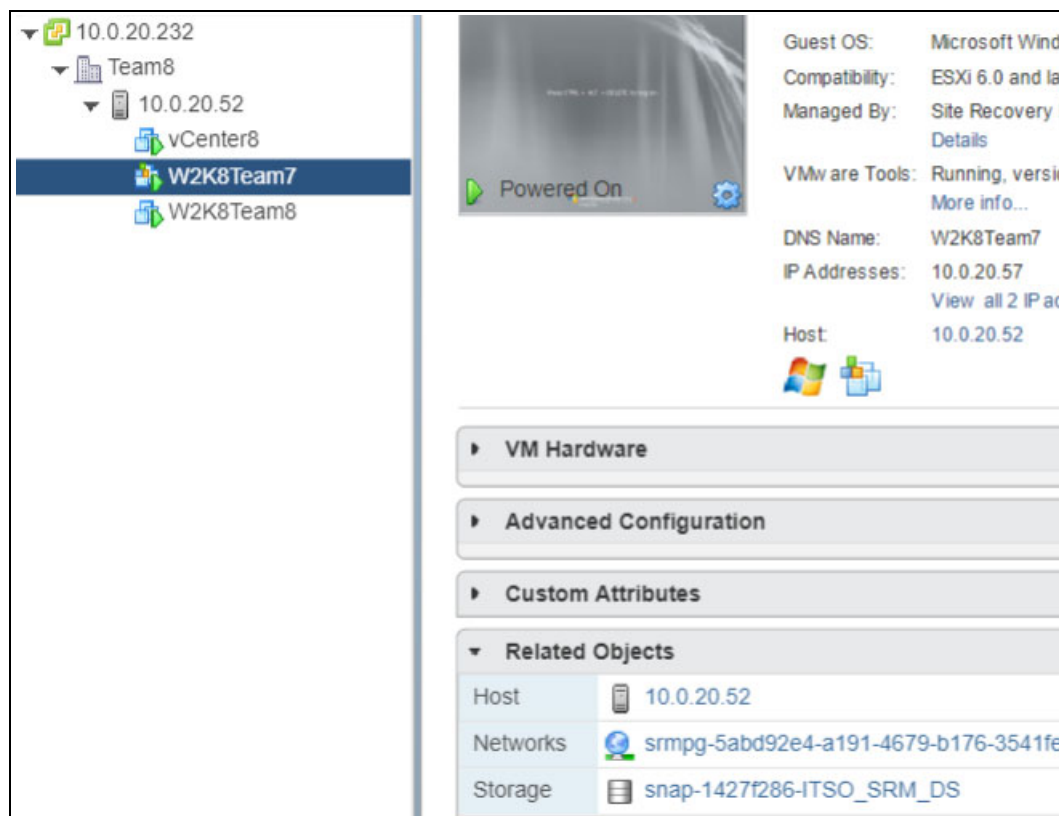 10.0.20.232
Team8
10.0.20.52
vCenter8
W2K8Team7
W2K8Team8
Powered On
Guest OS: Microsoft Wind
Compatibility: ESXi 6.0 and la
Managed By: Site Recovery
Details
VMware Tools: Running, versi
More info...
DNS Name: W2K8Team7
IP Addresses: 10.0.20.57
View all 2 IP ad
Host: 10.0.20.52
VM Hardware
Advanced Configuration
Custom Attributes
Related Objects
Host 10.0.20.52
Networks srmpg-5abd92e4-a191-4679-b176-3541fe
Storage snap-1427f286-ITSO_SRM_DS